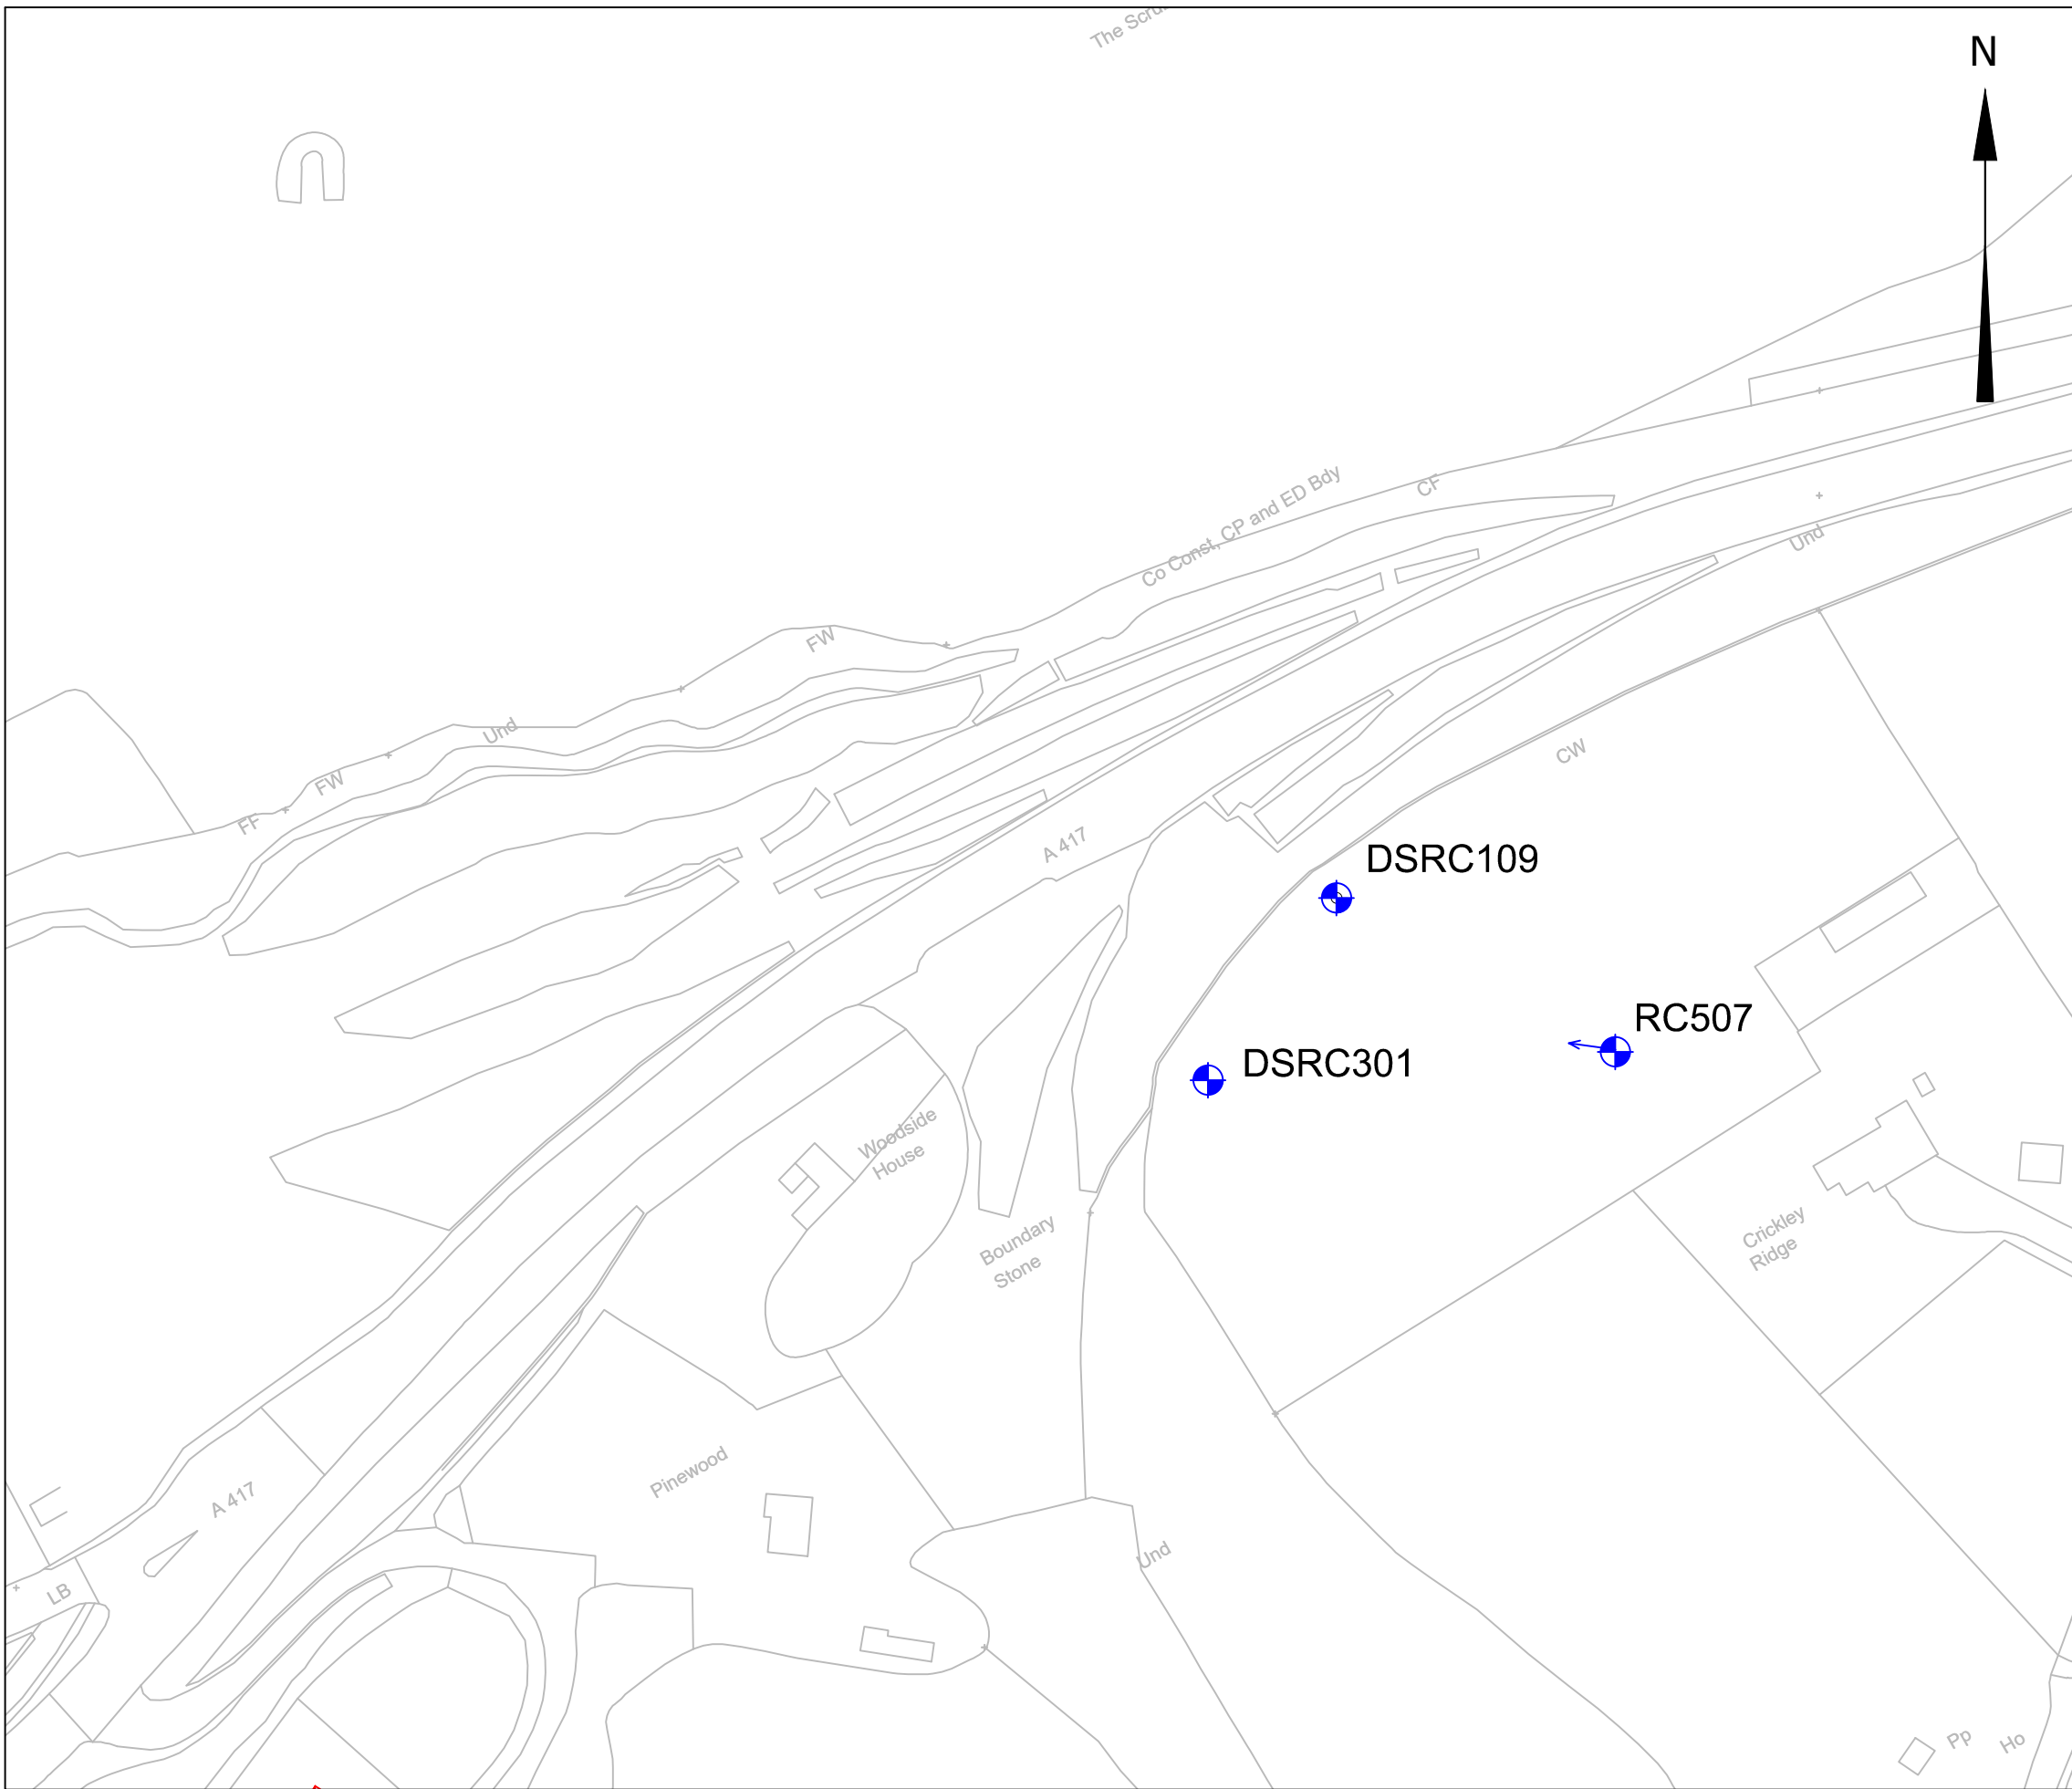 The
N
Co Const, CP and ED Bdy
CF
Und
FW
Und
FW
FF
CW
A 417
DSRC109
RC507
DSRC301
Woodside
House
Boundary
Stone
Crickley
Ridge
Pinewood
A 417
Und
LB
Pp
Ho